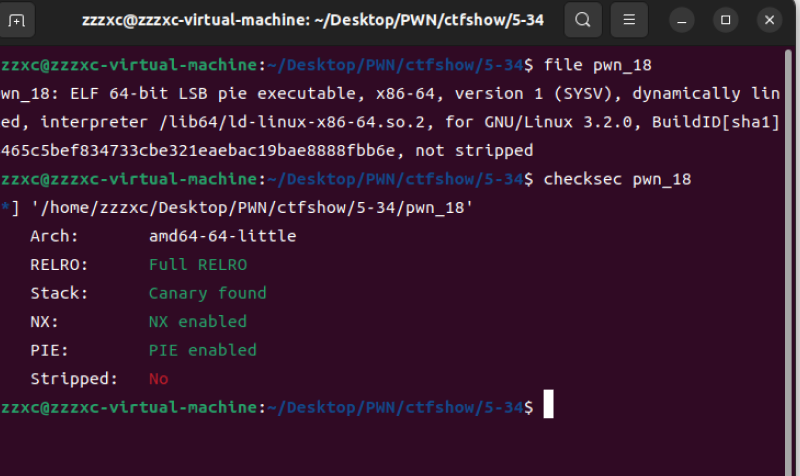 zzzxc@zzzxc-virtual-machine: ~/Desktop/PWN/ctfshow/5-34
zzxc@zzzxc-virtual-machine:~/Desktop/PWN/ctfshow/5-34$ file pwn_18
wn_18: ELF 64-bit LSB pie executable, x86-64, version 1 (SYSV), dynamically lin
ed, interpreter /lib64/ld-linux-x86-64.so.2, for GNU/Linux 3.2.0, BuildID[sha1]
465c5bef834733cbe321eaebac19bae8888fbb6e, not stripped
zzxc@zzzxc-virtual-machine:~/Desktop/PWN/ctfshow/5-34$ checksec pwn_18
*] '/home/zzzxc/Desktop/PWN/ctfshow/5-34/pwn_18'
Arch: amd64-64-little
RELRO: Full RELRO
Stack: Canary found
NX: NX enabled
PIE: PIE enabled
Stripped: No
zzxc@zzzxc-virtual-machine:~/Desktop/PWN/ctfshow/5-34$